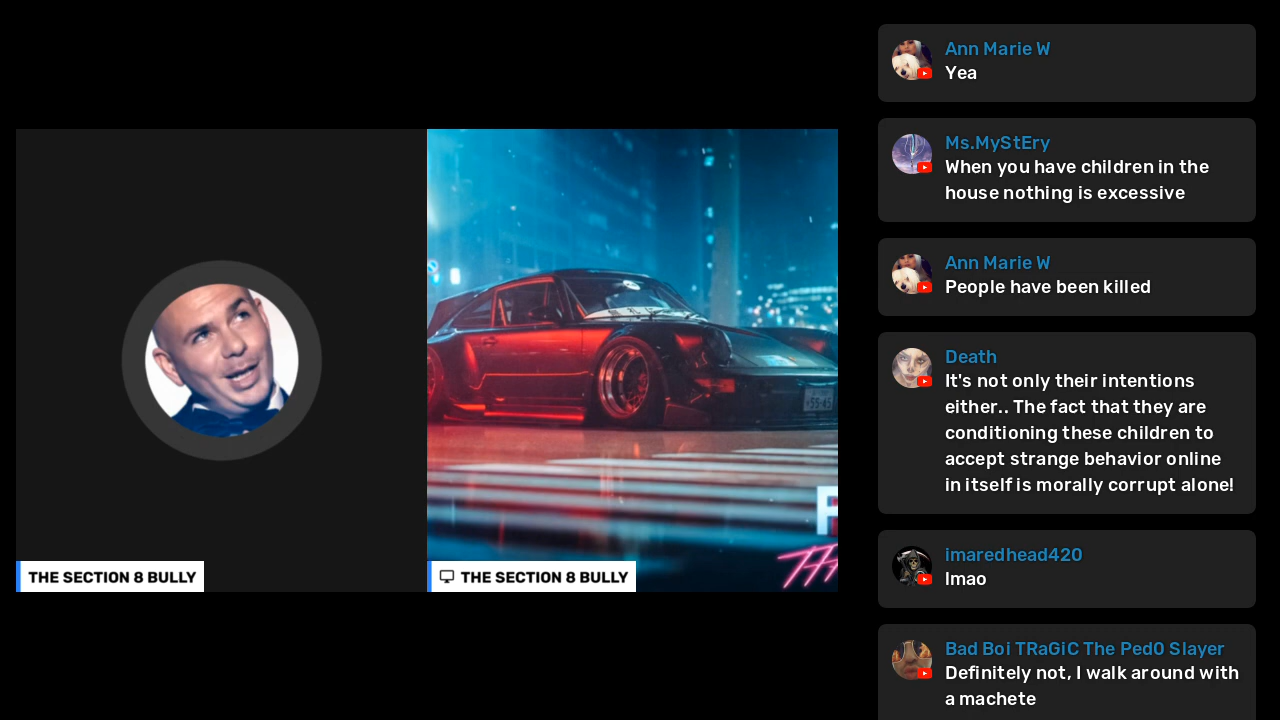 THE SECTION 8 BULLY
THE SECTION 8 BULLY
Ann Marie W
Yea
Ms.MyStEry
When you have children in the
house nothing is excessive
Ann Marie W
People have been killed
Death
It's not only their intentions
either.. The fact that they are
conditioning these children to
accept strange behavior online
in itself is morally corrupt alone!
imaredhead420
lmao
Bad Boi TRaGiC The Ped0 Slayer
Definitely not, I walk around with
a machete